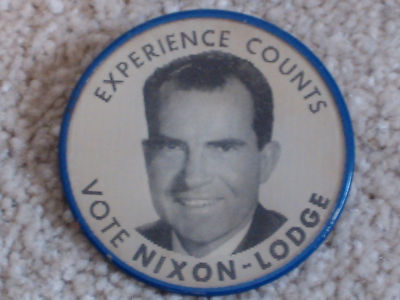 EXPERIENCE COUNTS
VOTE NIXON-LODGE